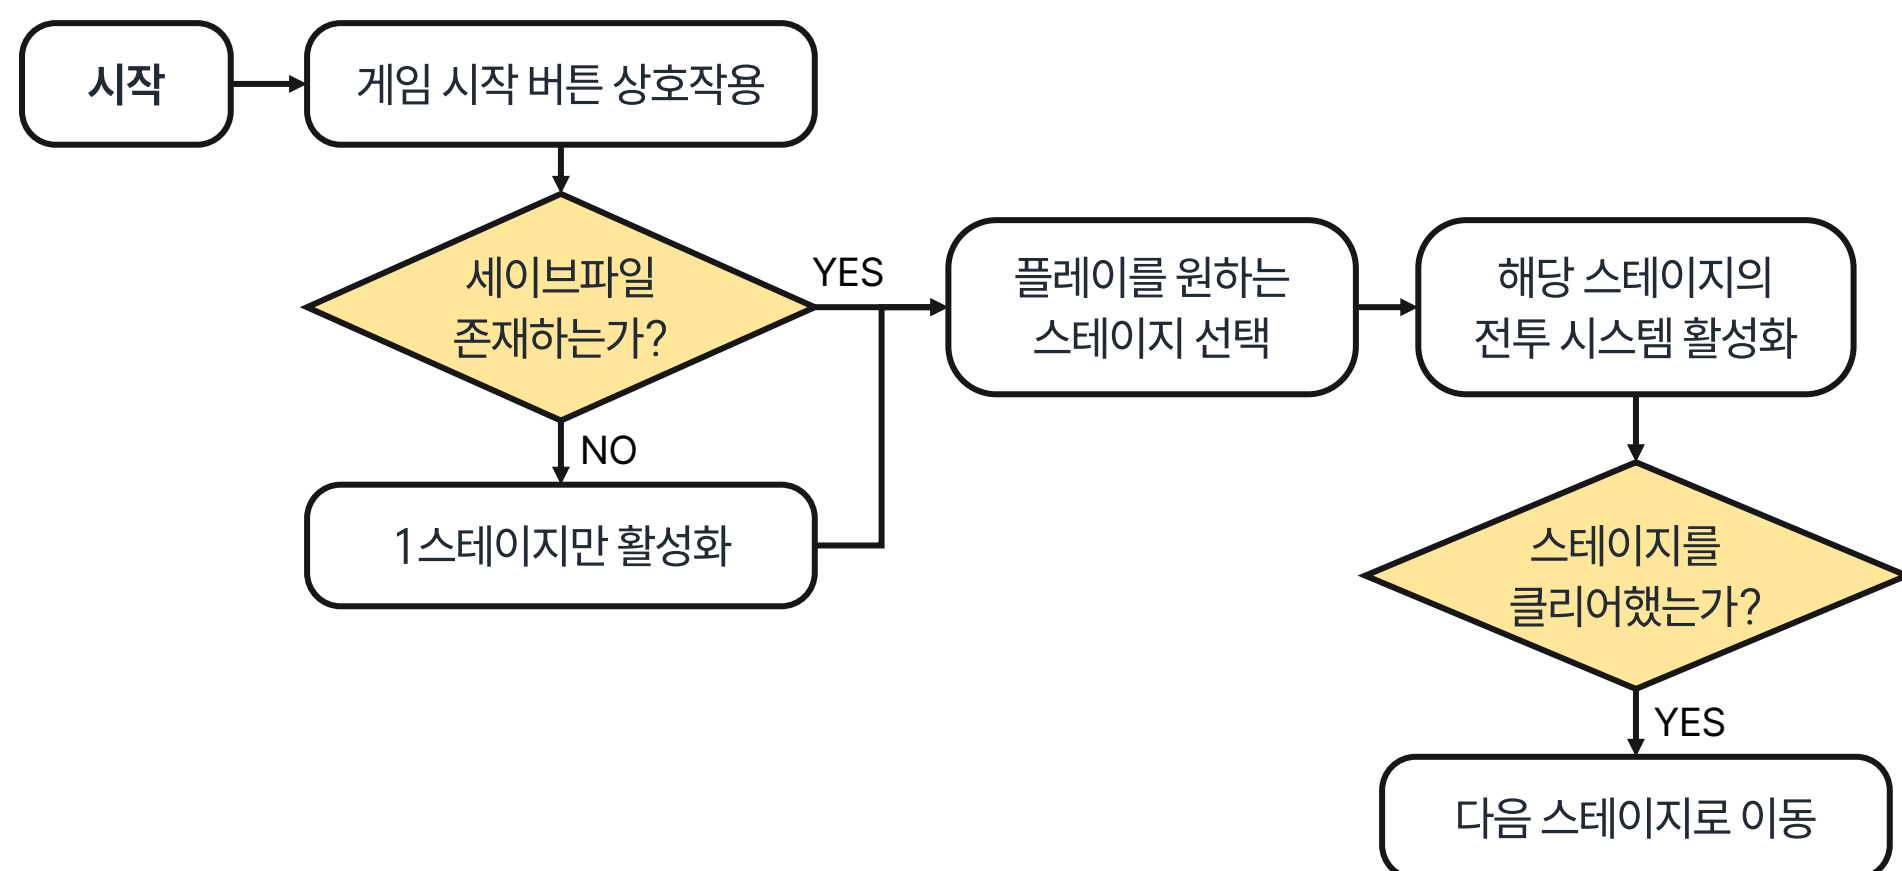 시작
게임 시작 버튼 상호작용
세이브파일
존재하는가?
YES
NO
1스테이지만 활성화
플레이를 원하는
스테이지 선택
해당 스테이지의
전투 시스템 활성화
스테이지를
클리어했는가?
YES
다음 스테이지로 이동